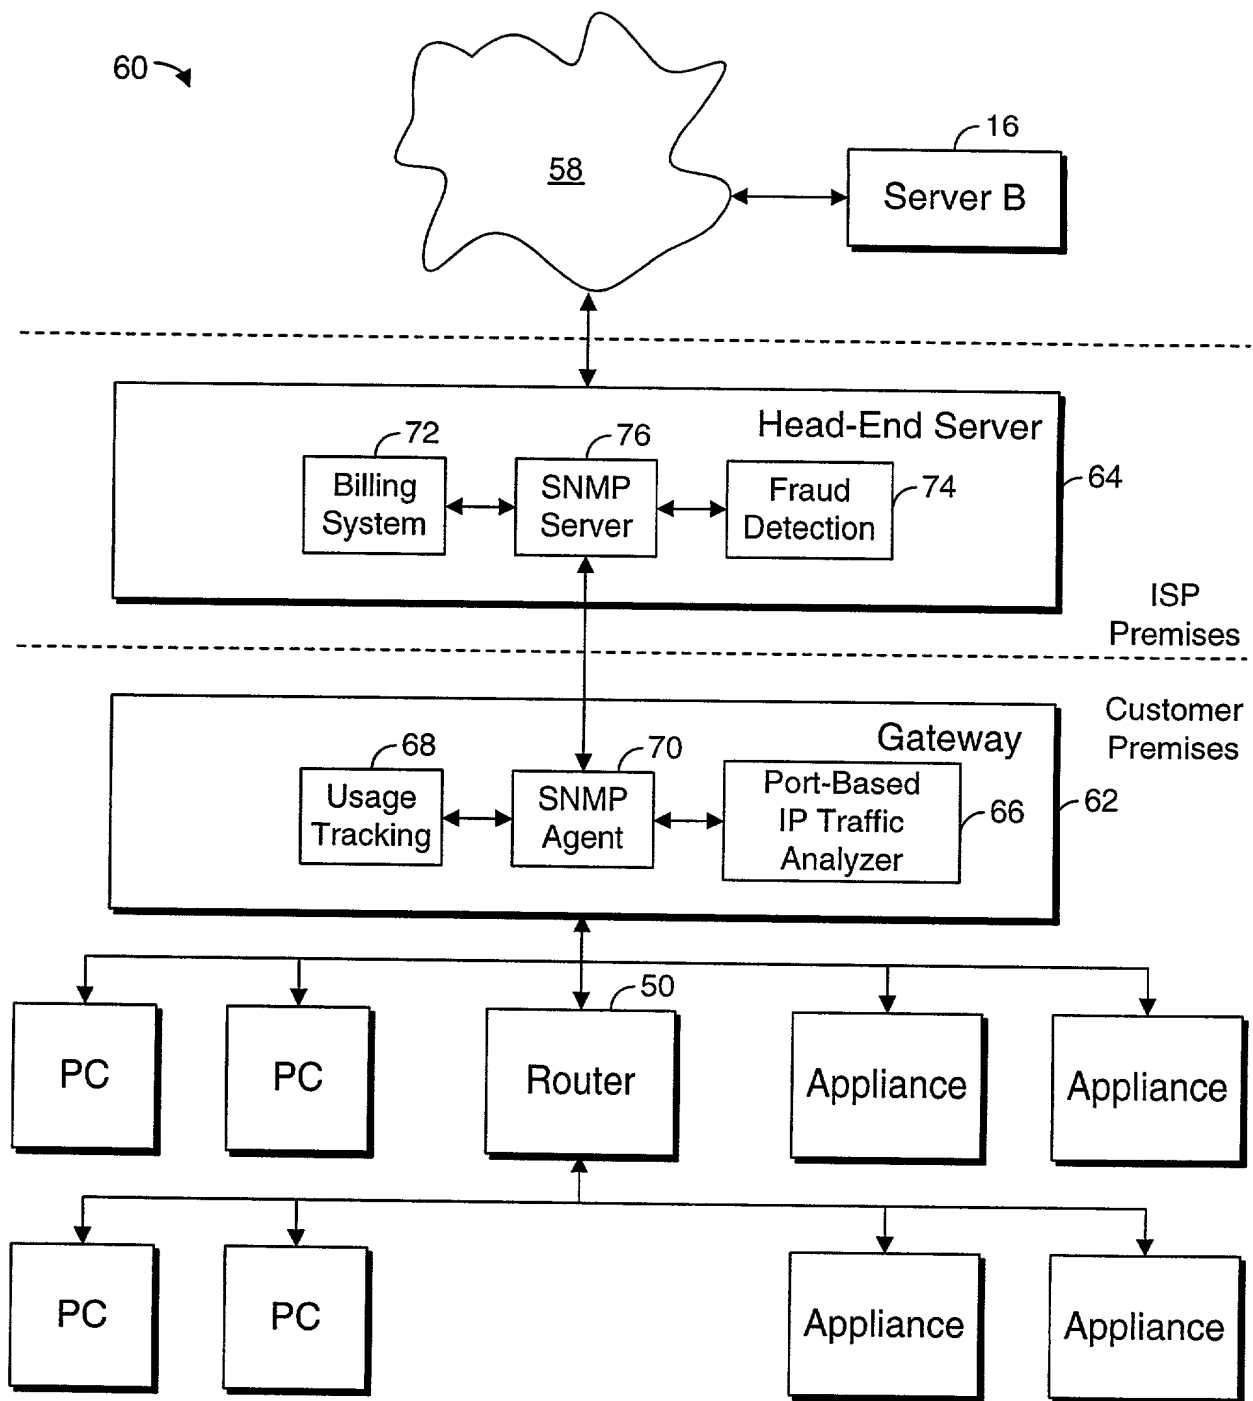 60
58
16
Server B
Head-End Server
72
76
74
64
Billing
System
SNMP
Server
Fraud
Detection
ISP
Premises
Customer
Premises
Gateway
68
70
66
62
Usage
Tracking
SNMP
Agent
Port-Based
IP Traffic
Analyzer
50
PC
PC
Router
Appliance
Appliance
PC
PC
Appliance
Appliance